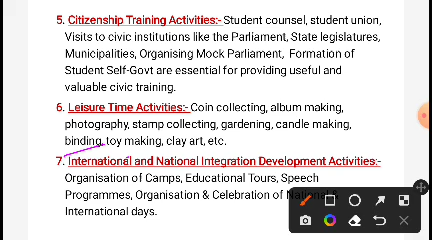 5. Citizenship Training Activities:- Student counsel, student union,
Visits to civic institutions like the Parliament, State legislatures,
Municipalities, Organising Mock Parliament, Formation of
Student Self-Govt are essential for providing useful and
valuable civic training.
6. Leisure Time Activities:- Coin collecting, album making,
photography, stamp collecting, gardening, candle making,
binding, toy making, clay art, etc.
7. International and National Integration Development Activities:-
Organisation of Camps, Educational Tours, Speech
Programmes, Organisation & Celebration of National &
International days.